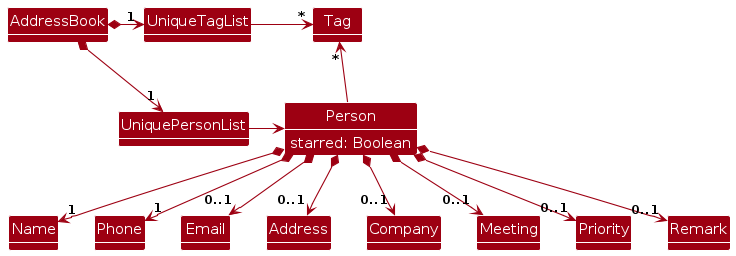 AddressBook 1 UniqueTagList * Tag
*
1
UniquePersonList
Person
starred: Boolean
1 1 0..1 0..1 0..1 0..1 0..1 0..1
Name Phone Email Address Company Meeting Priority Remark